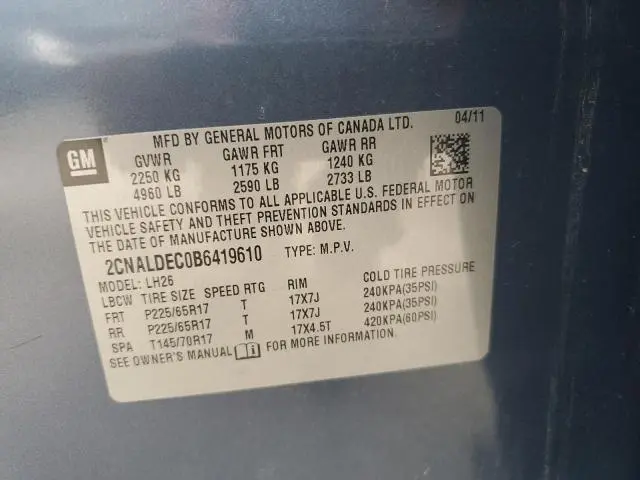 GM
MFD BY GENERAL MOTORS OF CANADA LTD. 04/11
GVWR GAWR FRT GAWR RR
2250 KG 1175 KG 1240 KG
4960 LB 2590 LB 2733 LB
THIS VEHICLE CONFORMS TO ALL APPLICABLE U.S. FEDERAL MOTOR
VEHICLE SAFETY AND THEFT PREVENTION STANDARDS IN EFFECT ON
THE DATE OF MANUFACTURE SHOWN ABOVE.
2CNALDEC0B6419610 TYPE: M.P.V.
MODEL: LH26
LBCW TIRE SIZE SPEED RTG RIM COLD TIRE PRESSURE
FRT P225/65R17 T 17X7J 240KPA(35PSI)
RR P225/65R17 T 17X7J 240KPA(35PSI)
SPA T145/70R17 M 17X4.5T 420KPA(60PSI)
SEE OWNER'S MANUAL FOR MORE INFORMATION.